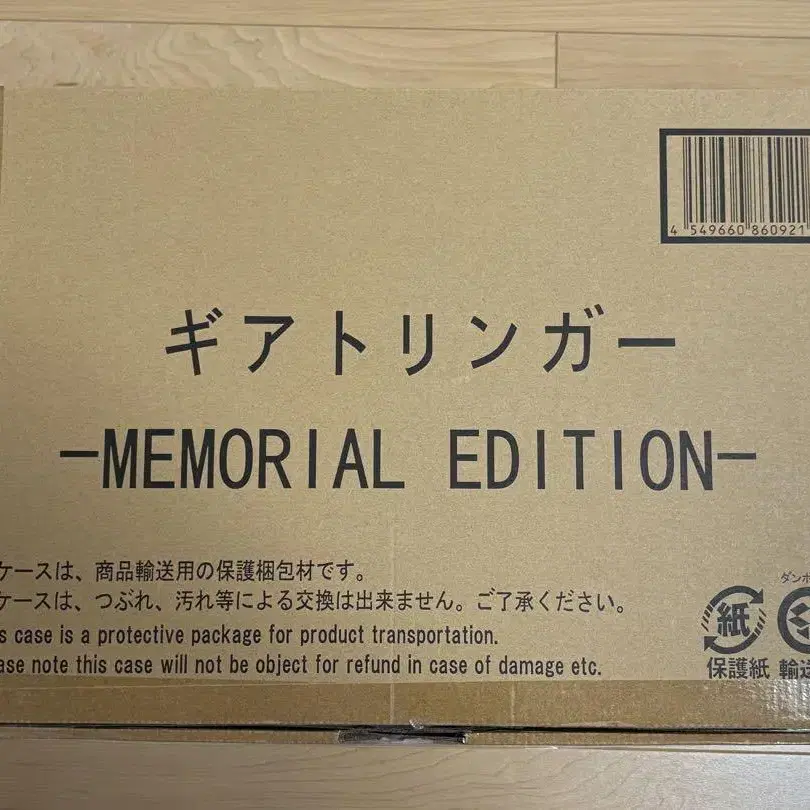 4 549660 860921
ギアトリンガー
-MEMORIAL EDITION-
ケースは、商品輸送用の保護梱包材です。
ケースは、つぶれ、汚れ等による交換は出来ません。ご了承ください。
s case is a protective package for product transportation.
ase note this case will not be object for refund in case of damage etc.
ダンボ
紙
保護紙 輸送